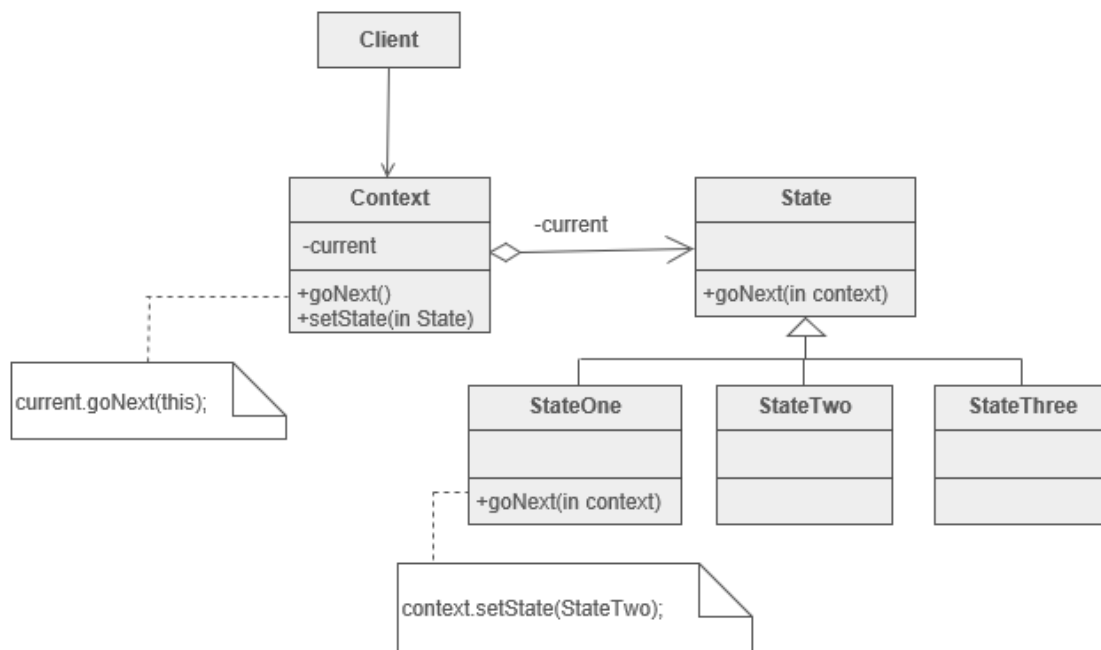 Client
Context
-current
+goNext()
+setState(in State)
-current
State
+goNext(in context)
current.goNext(this);
StateOne
+goNext(in context)
StateTwo
StateThree
context.setState(StateTwo);